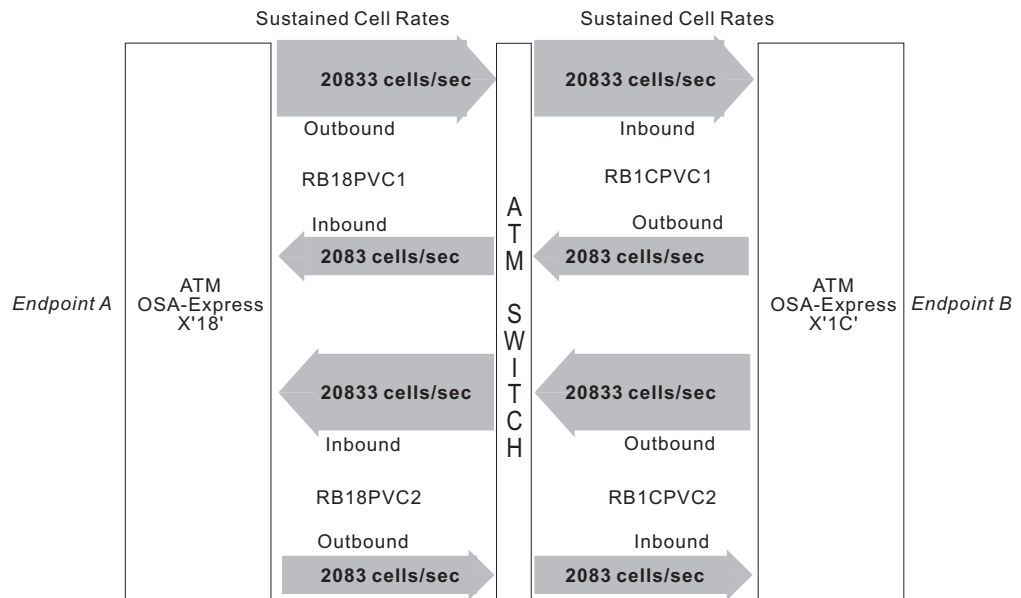 Sustained Cell Rates
Sustained Cell Rates
20833 cells/sec
20833 cells/sec
Outbound
Inbound
RB18PVC1
RB1CPVC1
Inbound
Outbound
2083 cells/sec
2083 cells/sec
Endpoint A
ATM
OSA-Express
X'18'
ATM SWITCH
ATM
OSA-Express
X'1C'
Endpoint B
20833 cells/sec
20833 cells/sec
Inbound
Outbound
RB18PVC2
RB1CPVC2
Outbound
Inbound
2083 cells/sec
2083 cells/sec